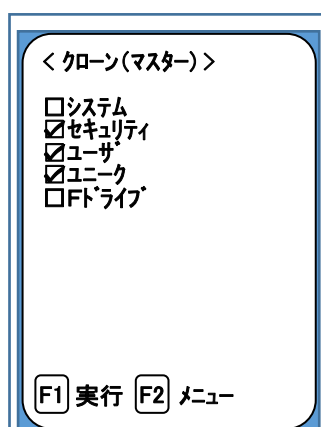 < クローン(マスター) >
□システム
☑セキュリティ
☑ユーザ
☑ユニーク
□Fドライブ
F1 実行 F2 メニュー